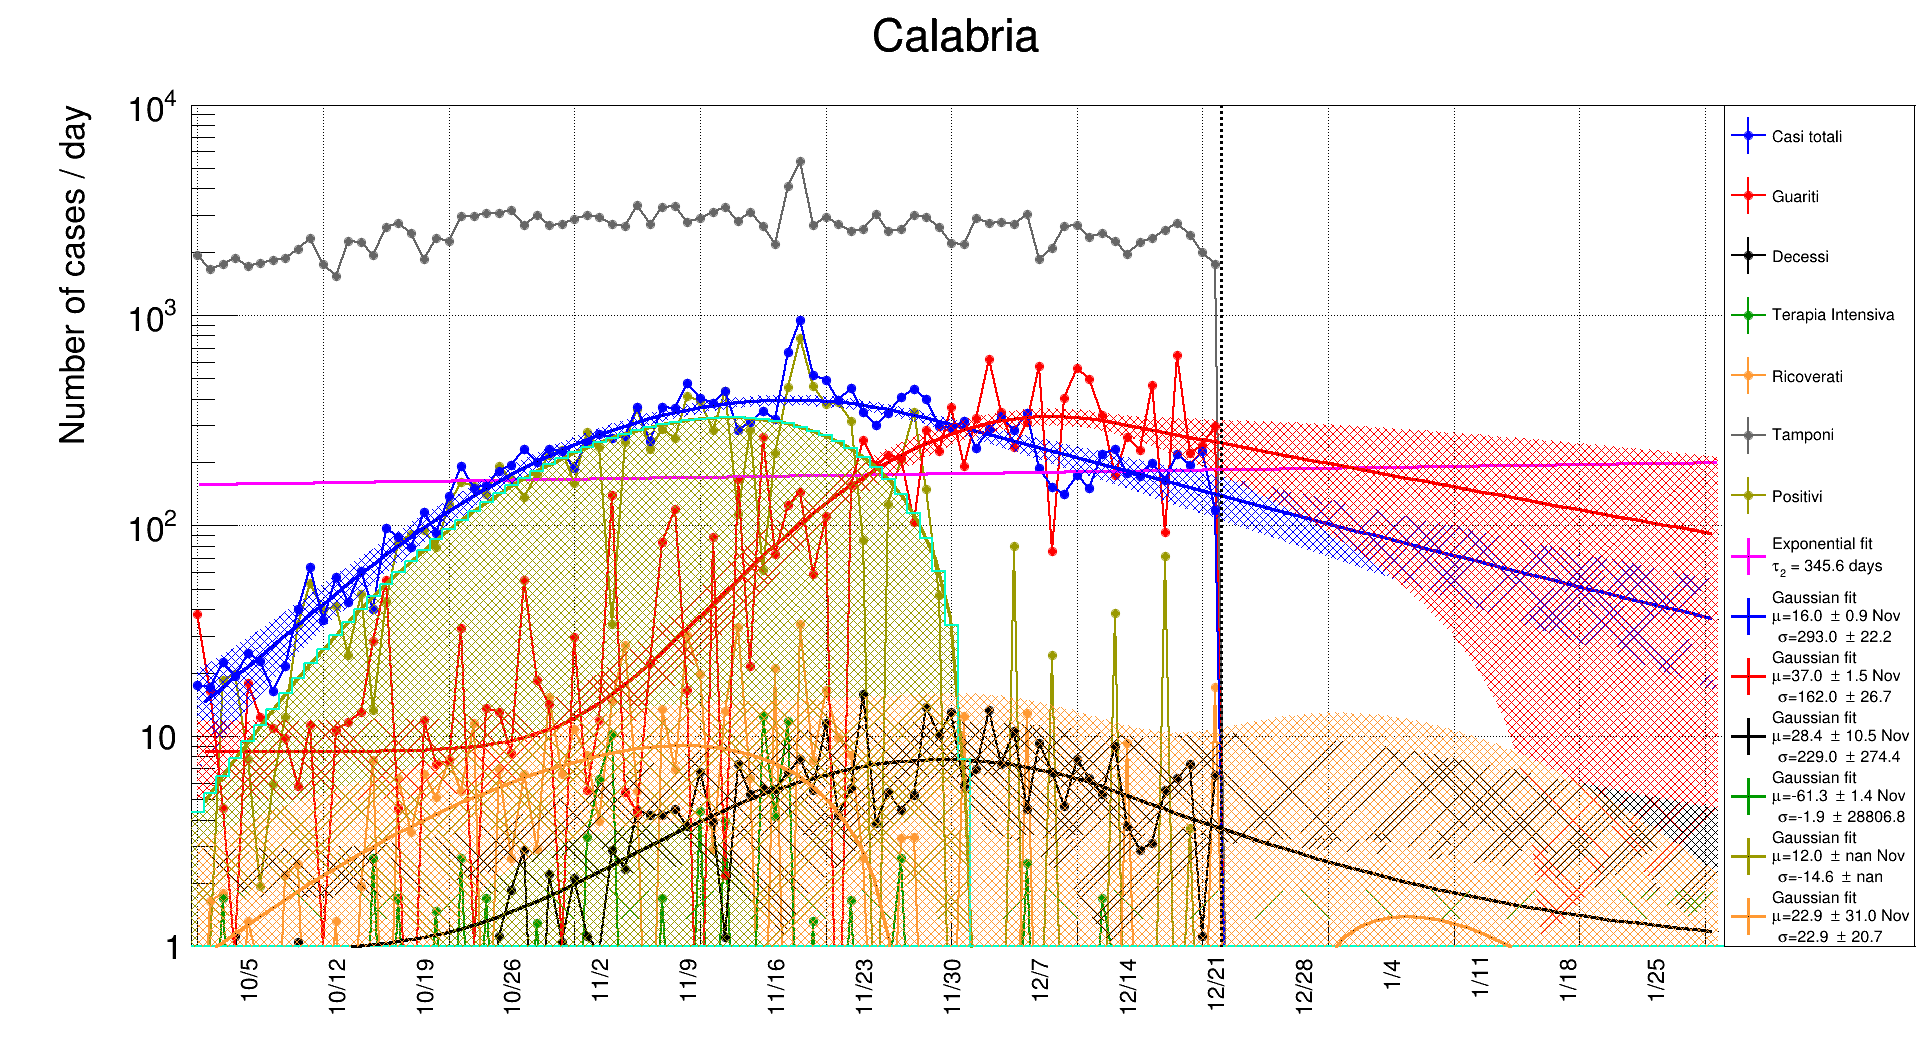 Calabria
Number of cases / day
10^4
10^3
10^2
10
1
10/5
10/12
10/19
10/26
11/2
11/9
11/16
11/23
11/30
12/7
12/14
12/21
12/28
1/4
1/11
1/18
1/25
Casi totali
Guariti
Decessi
Terapia Intensiva
Ricoverati
Tamponi
Positivi
Exponential fit
τ_2 = 345.6 days
Gaussian fit
μ=16.0 ± 0.9 Nov
σ=293.0 ± 22.2
Gaussian fit
μ=37.0 ± 1.5 Nov
σ=162.0 ± 26.7
Gaussian fit
μ=28.4 ± 10.5 Nov
σ=229.0 ± 274.4
Gaussian fit
μ=-61.3 ± 1.4 Nov
σ=-1.9 ± 28806.8
Gaussian fit
μ=12.0 ± nan Nov
σ=-14.6 ± nan
Gaussian fit
μ=22.9 ± 31.0 Nov
σ=22.9 ± 20.7